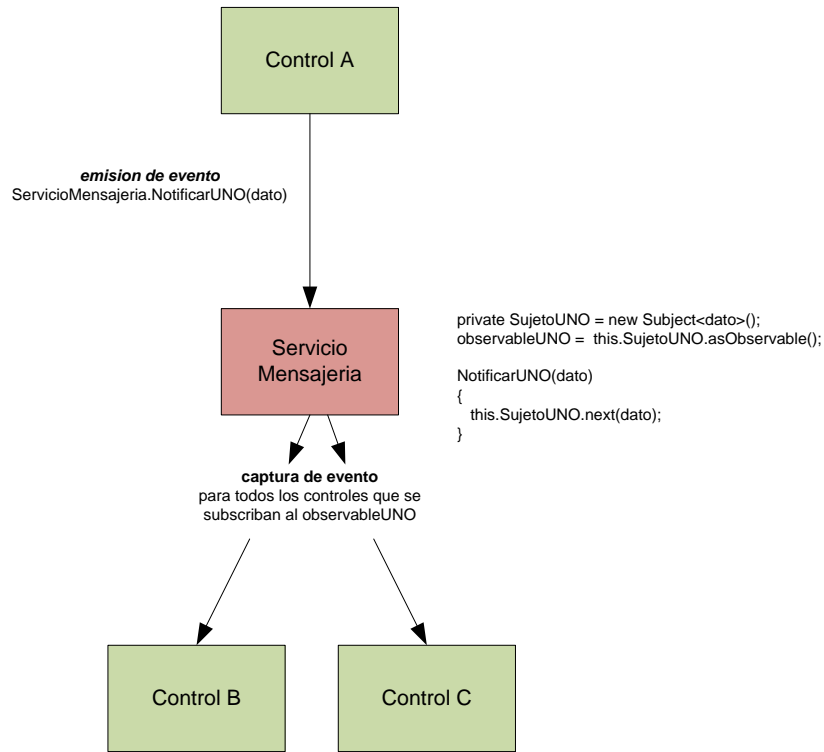 Control A
emision de evento
ServicioMensajeria.NotificarUNO(dato)
Servicio
Mensajeria
private SujetoUNO = new Subject<dato>();
observableUNO =  this.SujetoUNO.asObservable();
NotificarUNO(dato)
{
this.SujetoUNO.next(dato);
}
captura de evento
para todos los controles que se
subscriban al observableUNO
Control B
Control C